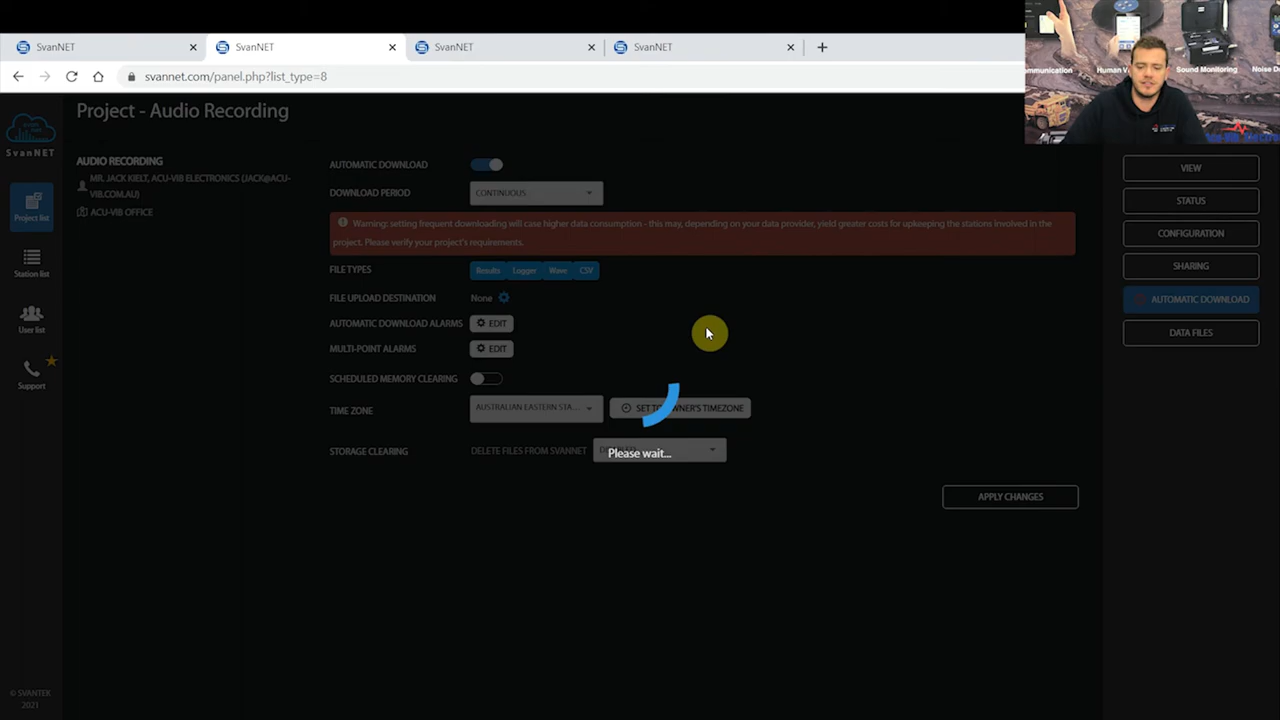 SvanNET
SvanNET
SvanNET
SvanNET
svannet.com/panel.php?list_type=8
Human
Sound Monitoring
SvanNET
Project list
Station list
User list
Support
© SVANTEK
2021
Project - Audio Recording
AUDIO RECORDING
MR. JACK KIELT, ACU-VIB ELECTRONICS (JACK@ACU-
VIB.COM.AU)
ACU-VIB OFFICE
AUTOMATIC DOWNLOAD
DOWNLOAD PERIOD CONTINUOUS
Warning: setting frequent downloading will case higher data consumption - this may, depending on your data provider, yield greater costs for upkeeping the stations involved in the
project. Please verify your project's requirements.
FILE TYPES Results Logger Wave CSV
FILE UPLOAD DESTINATION None
AUTOMATIC DOWNLOAD ALARMS EDIT
MULTI-POINT ALARMS EDIT
SCHEDULED MEMORY CLEARING
TIME ZONE AUSTRALIAN EASTERN STA... SET TO OWNER'S TIMEZONE
STORAGE CLEARING DELETE FILES FROM SVANNET
Please wait...
APPLY CHANGES
VIEW
STATUS
CONFIGURATION
SHARING
AUTOMATIC DOWNLOAD
DATA FILES